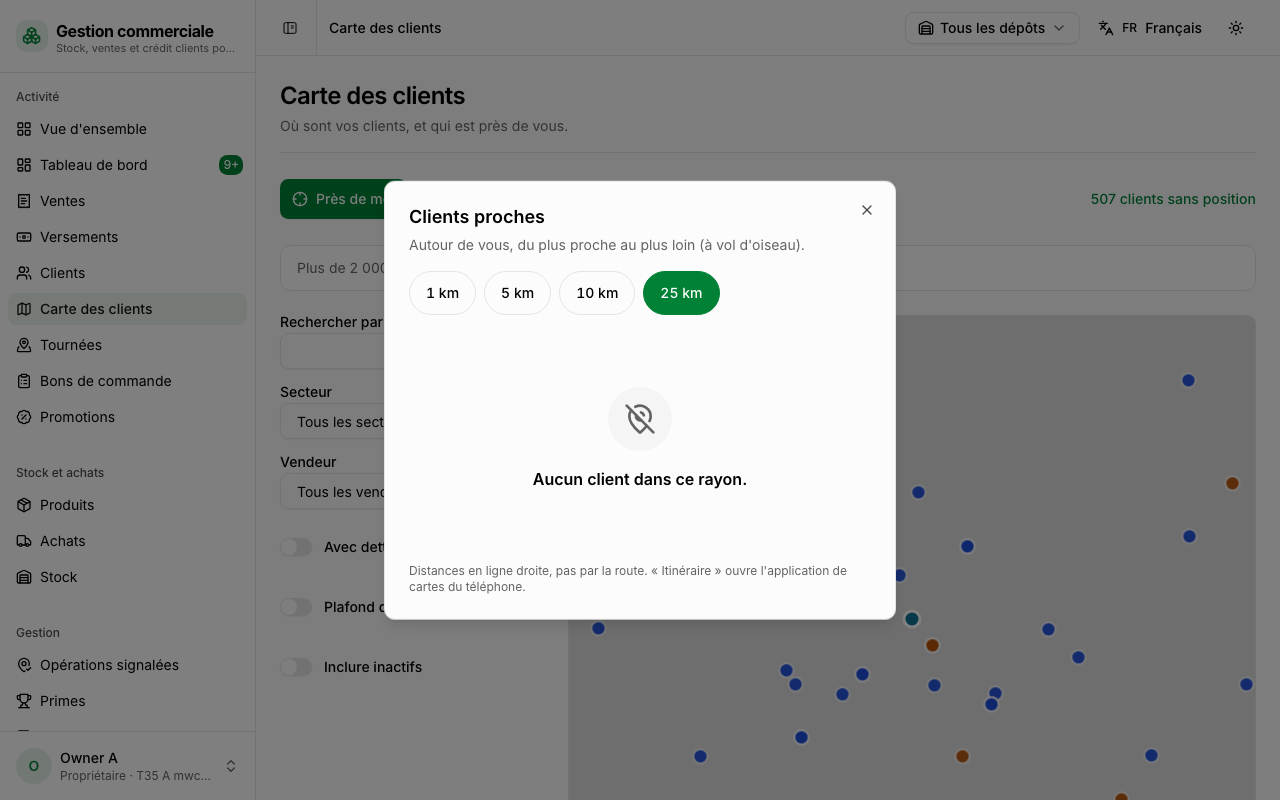 Gestion commerciale
Stock, ventes et crédit clients po...
Activité
Vue d'ensemble
Tableau de bord
9+
Ventes
Versements
Clients
Carte des clients
Tournées
Bons de commande
Promotions
Stock et achats
Produits
Achats
Stock
Gestion
Opérations signalées
Primes
O
Owner A
Propriétaire · T35 A mwc...
Carte des clients
Tous les dépôts
FR
Français
Carte des clients
Où sont vos clients, et qui est près de vous.
Près de m
507 clients sans position
Plus de 2 000
Rechercher par
Secteur
Tous les sect
Vendeur
Tous les vend
Avec dett
Plafond d
Inclure inactifs
Clients proches
Autour de vous, du plus proche au plus loin (à vol d'oiseau).
1 km
5 km
10 km
25 km
Aucun client dans ce rayon.
Distances en ligne droite, pas par la route. « Itinéraire » ouvre l'application de
cartes du téléphone.